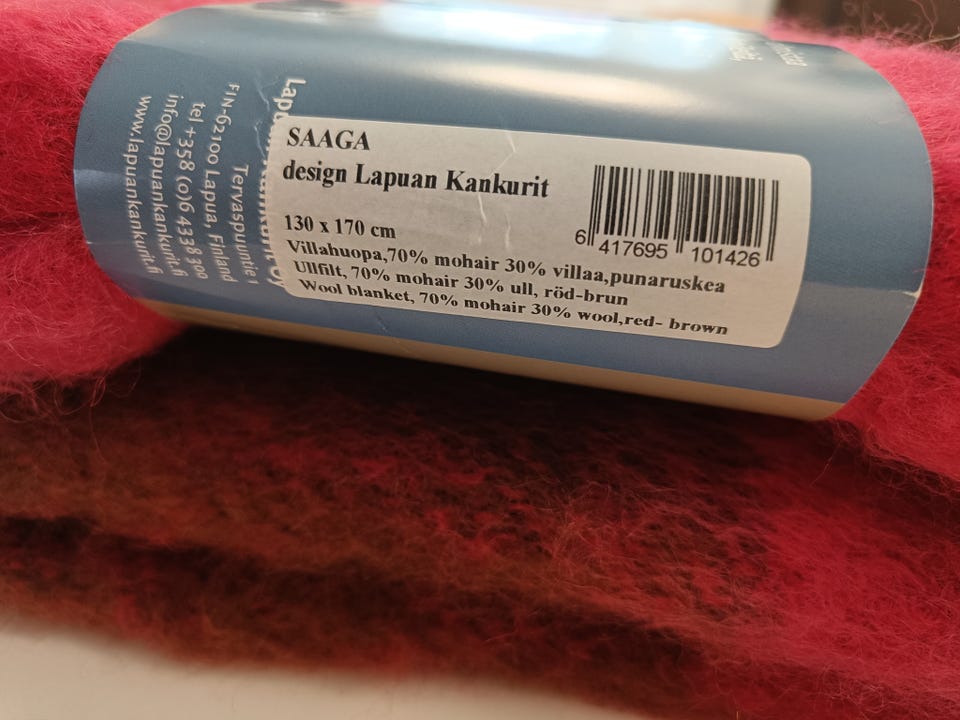 SAAGA
design Lapuan Kankurit
130 x 170 cm
Villahuopa,70% mohair 30% villaa,punaruskea
Ullfilt, 70% mohair 30% ull, röd-brun
Wool blanket, 70% mohair 30% wool,red- brown
6 417695 101426
Oy
Tervaspuuntie 1
FIN-62100 Lapua, Finland
tel +358 (0)6 4338 300
info@lapuankankurit.fi
www.lapuankankurit.fi